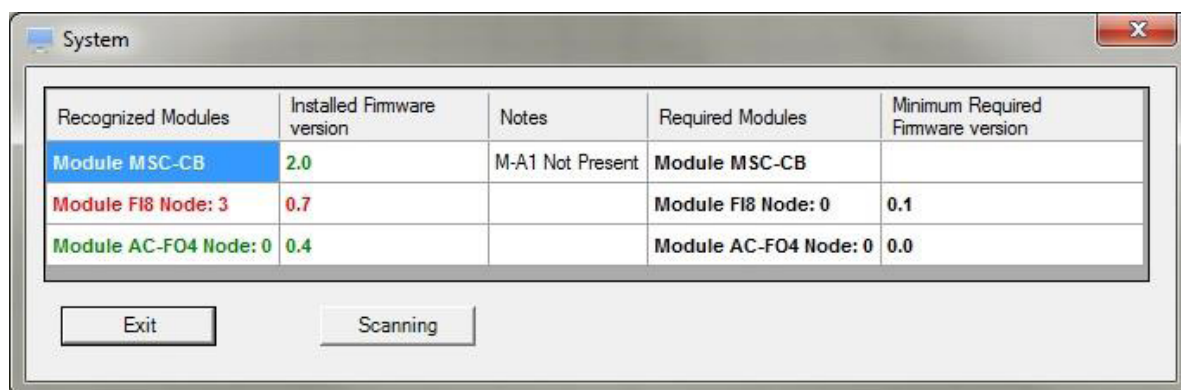 System
Recognized Modules
Installed Firmware
version
Notes
Required Modules
Minimum Required
Firmware version
Module MSC-CB
2.0
M-A1 Not Present
Module MSC-CB
Module FI8 Node: 3
0.7
Module FI8 Node: 0
0.1
Module AC-FO4 Node: 0
0.4
Module AC-FO4 Node: 0
0.0
Exit
Scanning